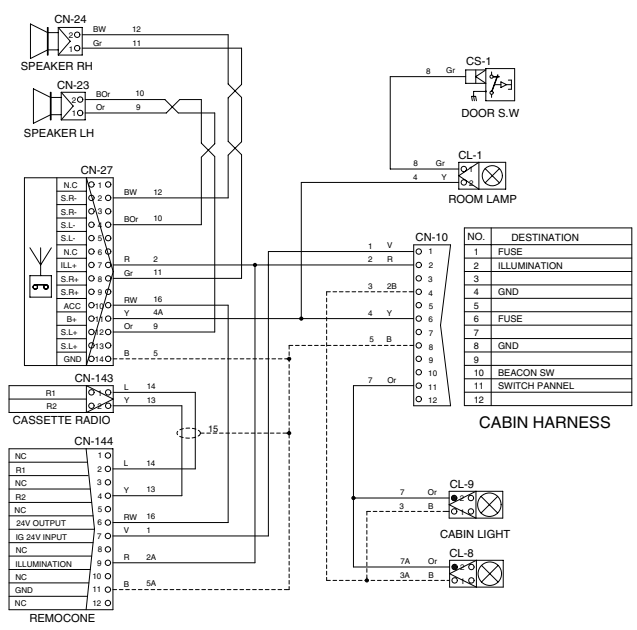 CN-24
2 BW 12
1 Gr 11
SPEAKER RH
CN-23
2 BOr 10
1 Or 9
SPEAKER LH
CS-1
8 Gr
DOOR S.W
CL-1
8 Gr 1
4 Y 2
ROOM LAMP
CN-27
N.C 1
S.R- 2 BW 12
S.R- 3
S.L- 4 BOr 10
S.L- 5
N.C 6
ILL+ 7 R 2
S.R+ 8 Gr 11
S.R+ 9
ACC 10 RW 16
B+ 11 Y 4A
S.L+ 12 Or 9
S.L+ 13
GND 14 B 5
CN-143
R1 1 L 14
R2 2 Y 13
CASSETTE RADIO
15
CN-144
NC 1
R1 2 L 14
NC 3
R2 4 Y 13
NC 5
24V OUTPUT 6 RW 16
IG 24V INPUT 7 V 1
NC 8
ILLUMINATION 9 R 2A
NC 10
GND 11 B 5A
NC 12
REMOCONE
CN-10
1 V 1
2 R 2
3
3 2B 4
5
4 Y 6
7
5 B 8
9
10
7 Or 11
12
NO. DESTINATION
1 FUSE
2 ILLUMINATION
3
4 GND
5
6 FUSE
7
8 GND
9
10 BEACON SW
11 SWITCH PANNEL
12
CABIN HARNESS
CL-9
7 Or 2
3 B 1
CABIN LIGHT
CL-8
7A Or 2
3A B 1